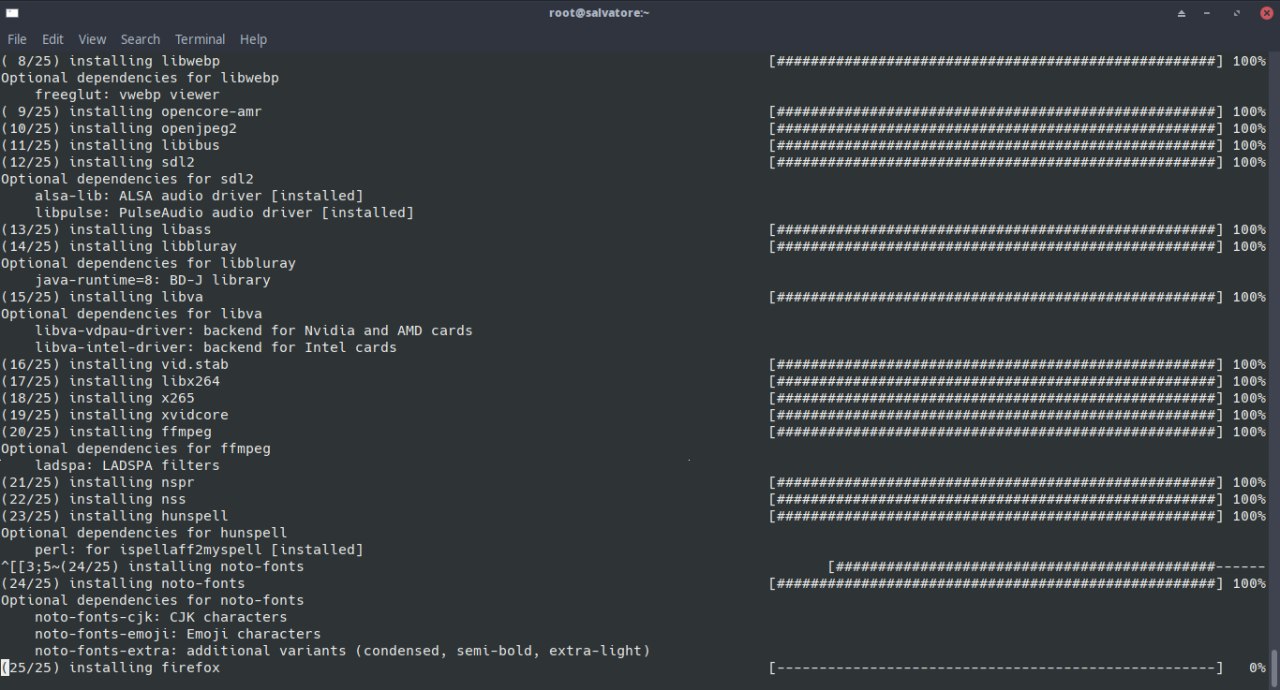 root@salvatore:~
File Edit View Search Terminal Help
( 8/25) installing libwebp [####################################################] 100%
Optional dependencies for libwebp
    freeglut: vwebp viewer
( 9/25) installing opencore-amr [####################################################] 100%
(10/25) installing openjpeg2 [####################################################] 100%
(11/25) installing libibus [####################################################] 100%
(12/25) installing sdl2 [####################################################] 100%
Optional dependencies for sdl2
    alsa-lib: ALSA audio driver [installed]
    libpulse: PulseAudio audio driver [installed]
(13/25) installing libass [####################################################] 100%
(14/25) installing libbluray [####################################################] 100%
Optional dependencies for libbluray
    java-runtime=8: BD-J library
(15/25) installing libva [####################################################] 100%
Optional dependencies for libva
    libva-vdpau-driver: backend for Nvidia and AMD cards
    libva-intel-driver: backend for Intel cards
(16/25) installing vid.stab [####################################################] 100%
(17/25) installing libx264 [####################################################] 100%
(18/25) installing x265 [####################################################] 100%
(19/25) installing xvidcore [####################################################] 100%
(20/25) installing ffmpeg [####################################################] 100%
Optional dependencies for ffmpeg
    ladspa: LADSPA filters
(21/25) installing nspr [####################################################] 100%
(22/25) installing nss [####################################################] 100%
(23/25) installing hunspell [####################################################] 100%
Optional dependencies for hunspell
    perl: for ispellaff2myspell [installed]
^[[3;5~(24/25) installing noto-fonts [#############################################------
(24/25) installing noto-fonts [####################################################] 100%
Optional dependencies for noto-fonts
    noto-fonts-cjk: CJK characters
    noto-fonts-emoji: Emoji characters
    noto-fonts-extra: additional variants (condensed, semi-bold, extra-light)
(25/25) installing firefox [----------------------------------------------------] 0%